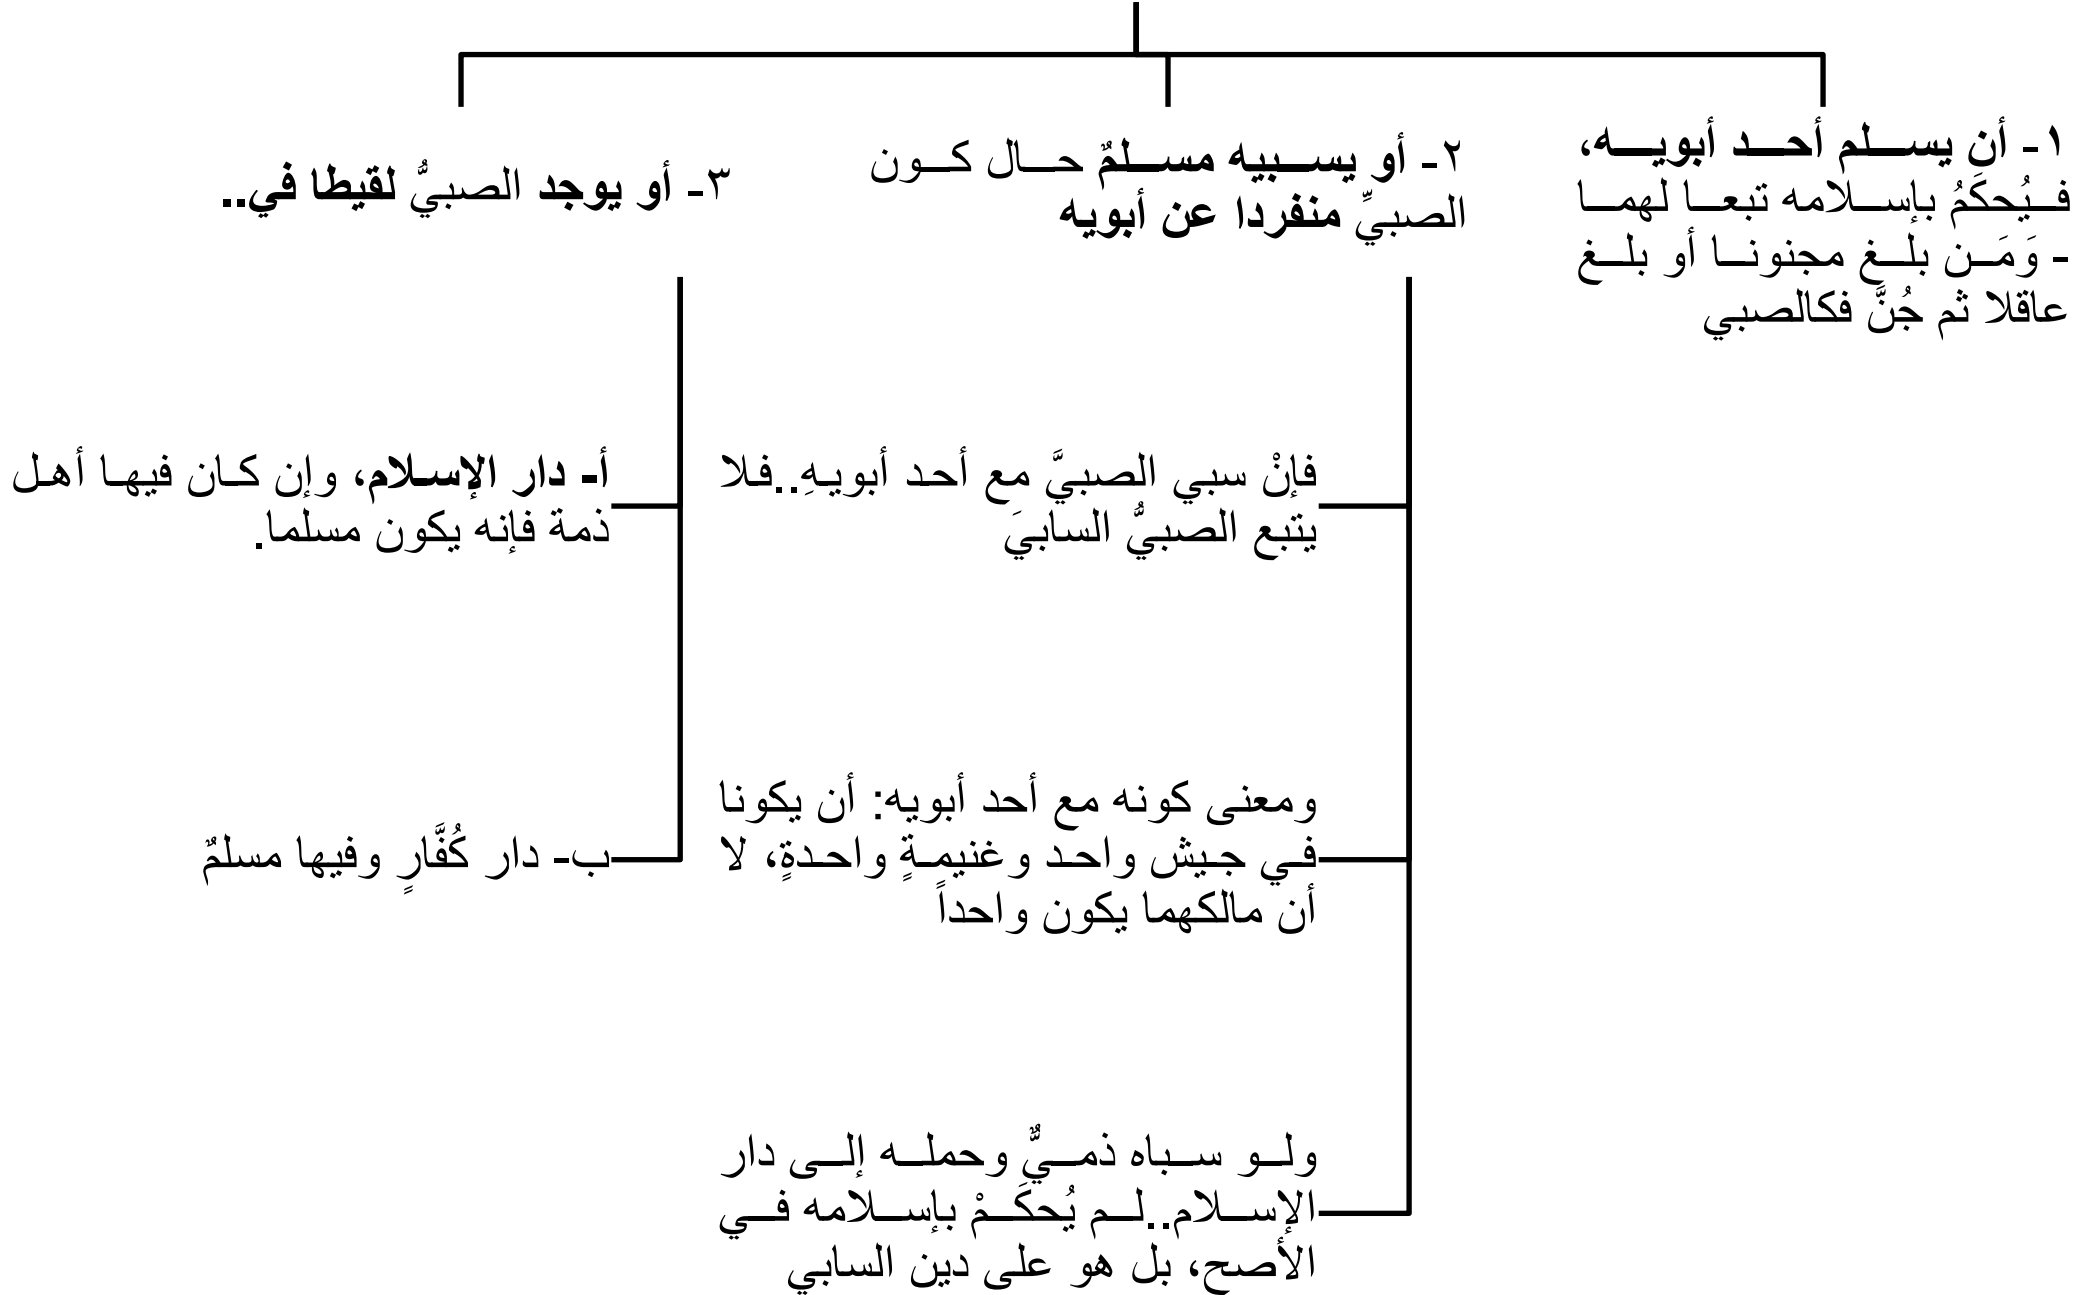 ١- أن يسلم أحد أبويه،
فيُحكَمُ بإسلامه تبعا لهما
- وَمَن بلغ مجنونا أو بلغ
عاقلا ثم جُنَّ فكالصبي
٢- أو يسبيه مسلمٌ حال كون
الصبيِّ منفردا عن أبويه
فإنْ سبي الصبيَّ مع أحد أبويهِ..فلا
يتبع الصبيُّ السابيَ
ومعنى كونه مع أحد أبويه: أن يكونا
في جيش واحد وغنيمةٍ واحدةٍ، لا
أن مالكهما يكون واحداً
ولو سباه ذميٌّ وحمله إلى دار
الإسلام..لم يُحكَمْ بإسلامه في
الأصح، بل هو على دين السابي
٣- أو يوجد الصبيُّ لقيطا في..
أ- دار الإسلام، وإن كان فيها أهل
ذمة فإنه يكون مسلما.
ب- دار كُفَّارٍ وفيها مسلمٌ